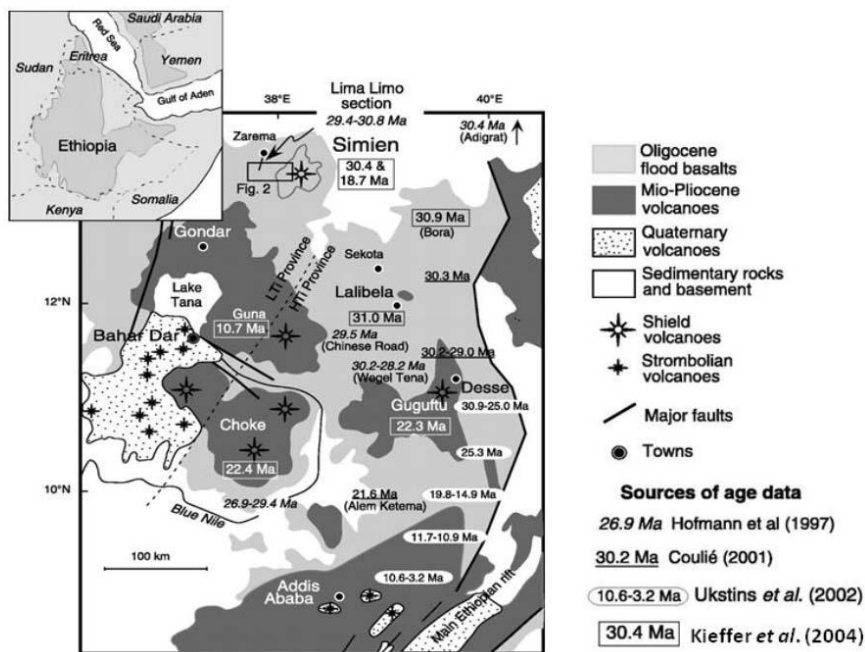 Saudi Arabia
Red Sea
Eritrea
Sudan
Yemen
Gulf of Aden
Ethiopia
Kenya
Somalia
38°E
Lima Limo
section
29.4-30.8 Ma
40°E
30.4 Ma
(Adigrat)
Zarema
Simien
30.4 &
18.7 Ma
Fig. 2
30.9 Ma
(Bora)
Gondar
LTi Province
HTi Province
Sekota
30.3 Ma
Lake
Tana
Lalibela
12°N
31.0 Ma
Guna
10.7 Ma
29.5 Ma
(Chinese Road)
Bahar Dar
30.2-29.0 Ma
30.2-28.2 Ma
(Wegel Tena)
Desse
Guguftu
30.9-25.0 Ma
22.3 Ma
Choke
22.4 Ma
25.3 Ma
10°N
26.9-29.4 Ma
21.6 Ma
(Alem Ketema)
19.8-14.9 Ma
Blue Nile
11.7-10.9 Ma
100 km
10.6-3.2 Ma
Addis
Ababa
Main Ethiopian rift
Oligocene
flood basalts
Mio-Pliocene
volcanoes
Quaternary
volcanoes
Sedimentary rocks
and basement
Shield
volcanoes
Strombolian
volcanoes
Major faults
Towns
Sources of age data
26.9 Ma Hofmann et al (1997)
30.2 Ma Coulié (2001)
10.6-3.2 Ma Ukstins et al. (2002)
30.4 Ma Kieffer et al. (2004)